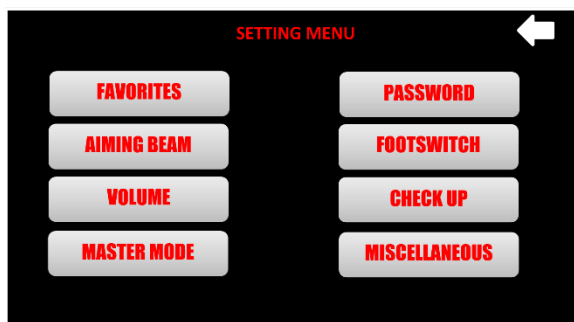 SETTING MENU
FAVORITES
PASSWORD
AIMING BEAM
FOOTSWITCH
VOLUME
CHECK UP
MASTER MODE
MISCELLANEOUS